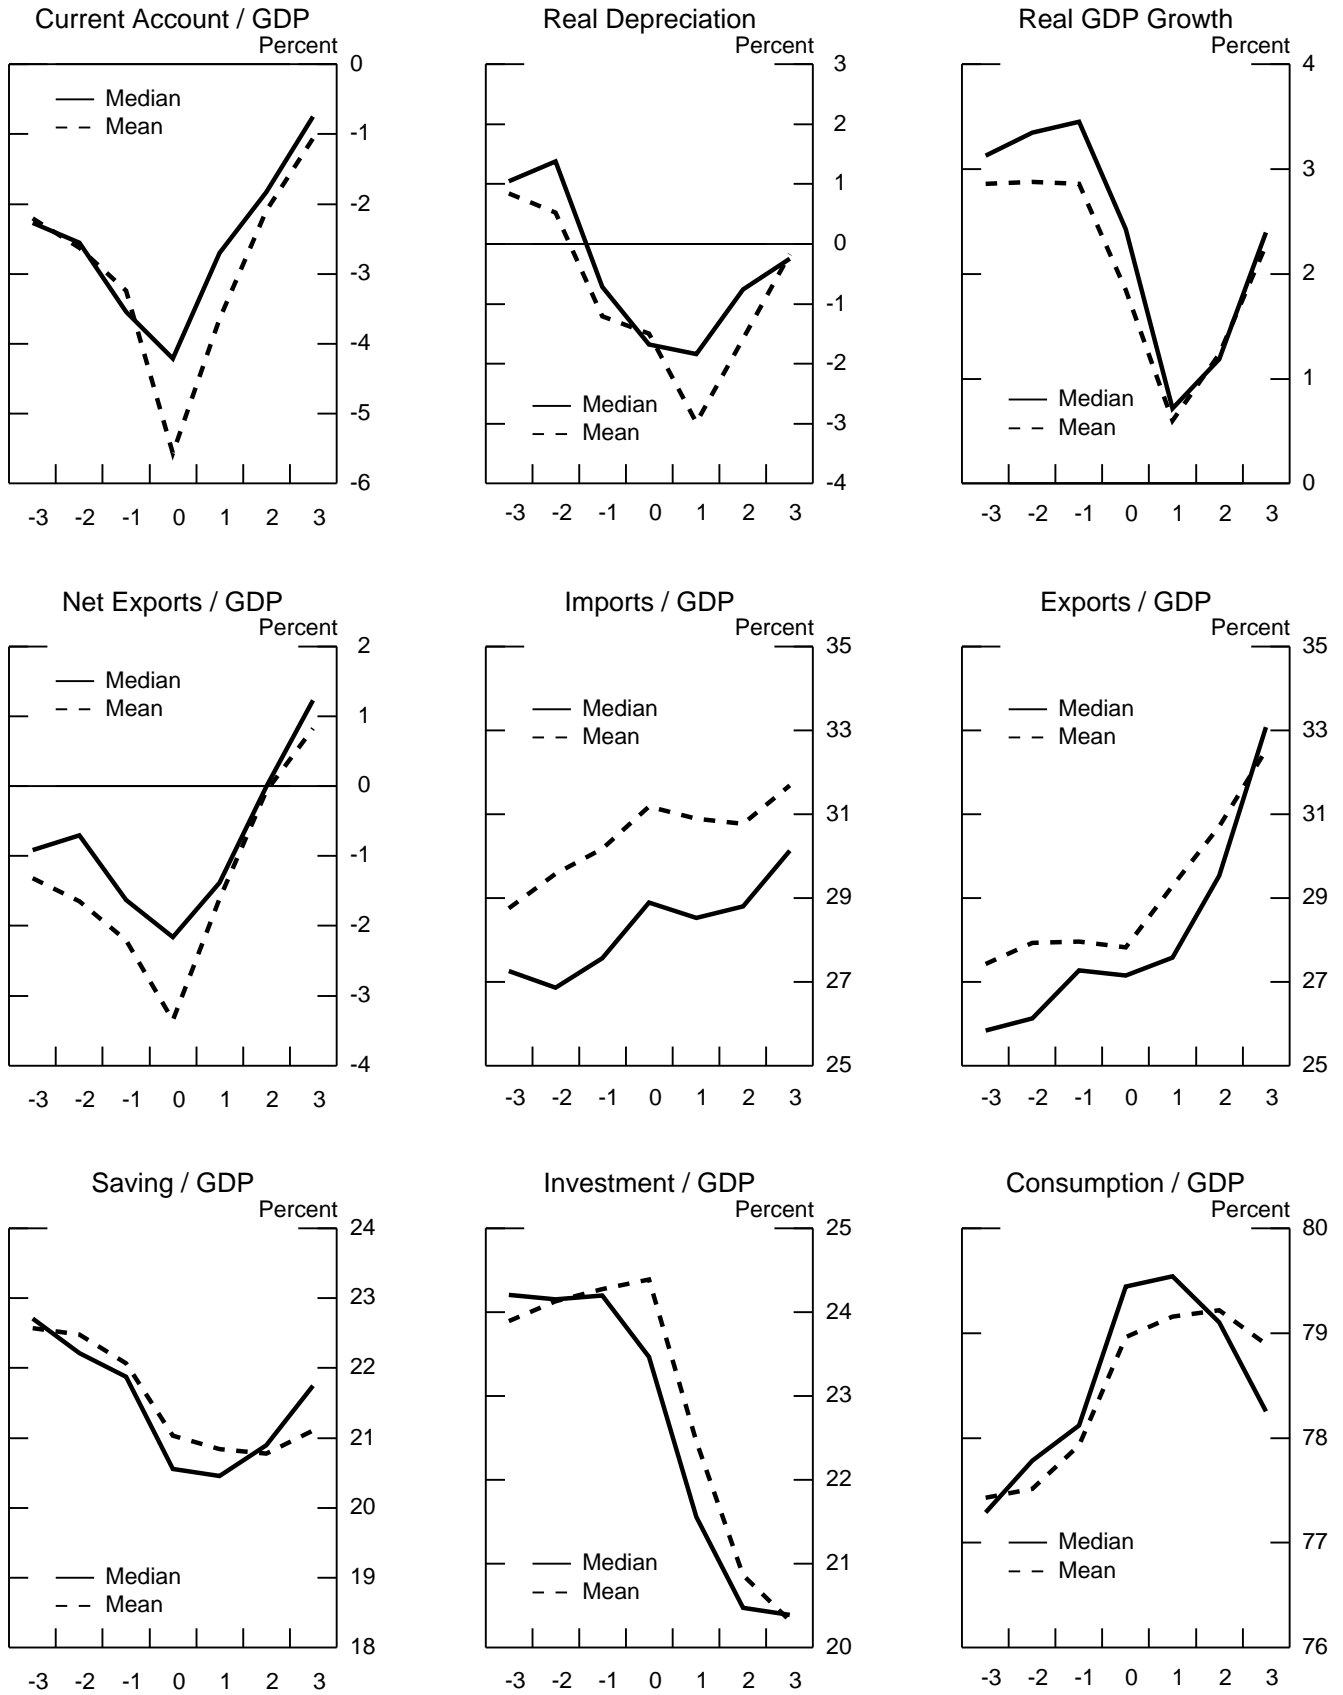 Current Account / GDP
Percent
0
-1
-2
-3
-4
-5
-6
Median
Mean
-3 -2 -1 0 1 2 3
Real Depreciation
Percent
3
2
1
0
-1
-2
-3
-4
Median
Mean
-3 -2 -1 0 1 2 3
Real GDP Growth
Percent
4
3
2
1
0
Median
Mean
-3 -2 -1 0 1 2 3
Net Exports / GDP
Percent
2
1
0
-1
-2
-3
-4
Median
Mean
-3 -2 -1 0 1 2 3
Imports / GDP
Percent
35
33
31
29
27
25
Median
Mean
-3 -2 -1 0 1 2 3
Exports / GDP
Percent
35
33
31
29
27
25
Median
Mean
-3 -2 -1 0 1 2 3
Saving / GDP
Percent
24
23
22
21
20
19
18
Median
Mean
-3 -2 -1 0 1 2 3
Investment / GDP
Percent
25
24
23
22
21
20
Median
Mean
-3 -2 -1 0 1 2 3
Consumption / GDP
Percent
80
79
78
77
76
Median
Mean
-3 -2 -1 0 1 2 3